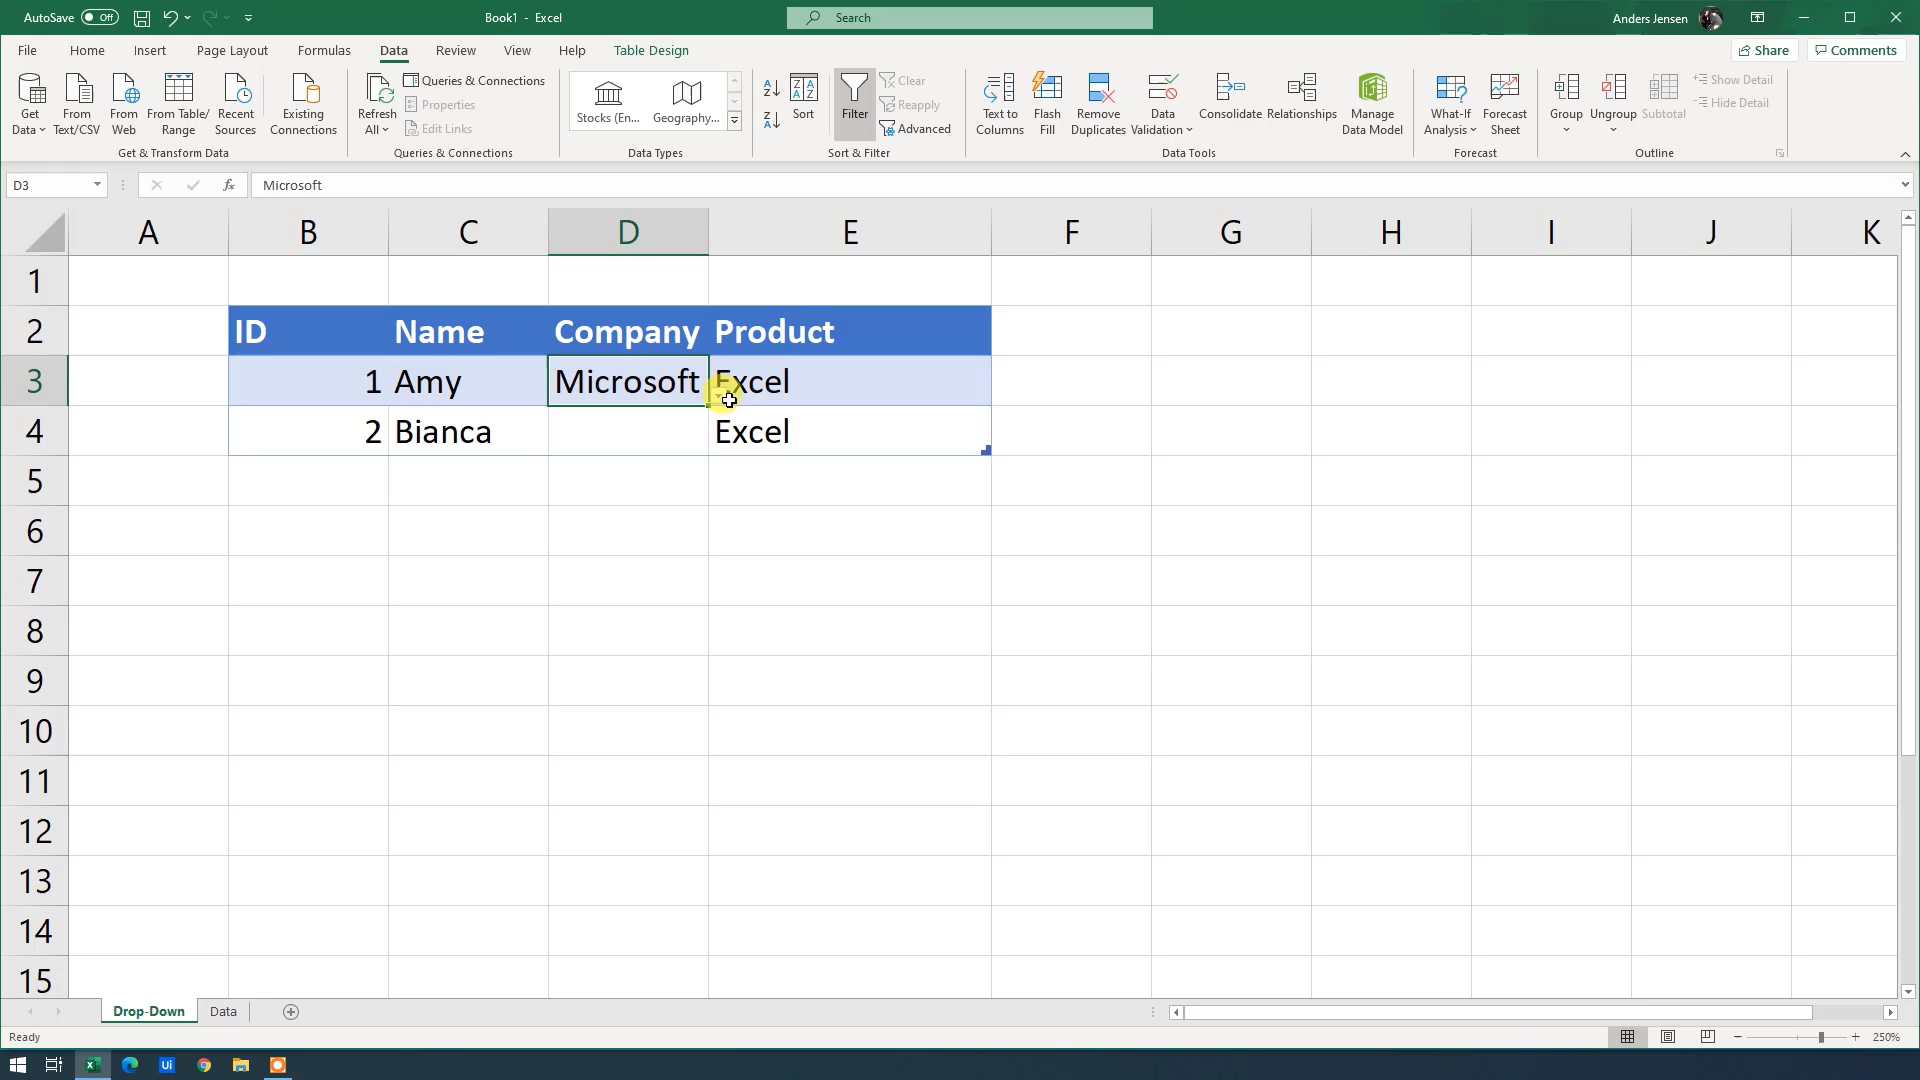 AutoSave Off Book1 - Excel Search Anders Jensen
File Home Insert Page Layout Formulas Data Review View Help Table Design Share Comments
Get Data From Text/CSV From Web From Table/ Range Recent Sources Existing Connections
Get & Transform Data
Refresh All Queries & Connections
Properties
Edit Links
Queries & Connections
Stocks (En... Geography...
Data Types
A Z Z A Sort Filter Clear
Reapply
Advanced
Sort & Filter
Text to Columns Flash Fill Remove Duplicates Data Validation Consolidate Relationships Manage Data Model
Data Tools
What-If Analysis Forecast Sheet
Forecast
Group Ungroup Subtotal Show Detail
Hide Detail
Outline
D3 fx Microsoft
A B C D E F G H I J K
1
2 ID Name Company Product
3 1 Amy Microsoft Excel
4 2 Bianca Excel
5
6
7
8
9
10
11
12
13
14
15
Drop-Down Data
Ready 250%
Ui